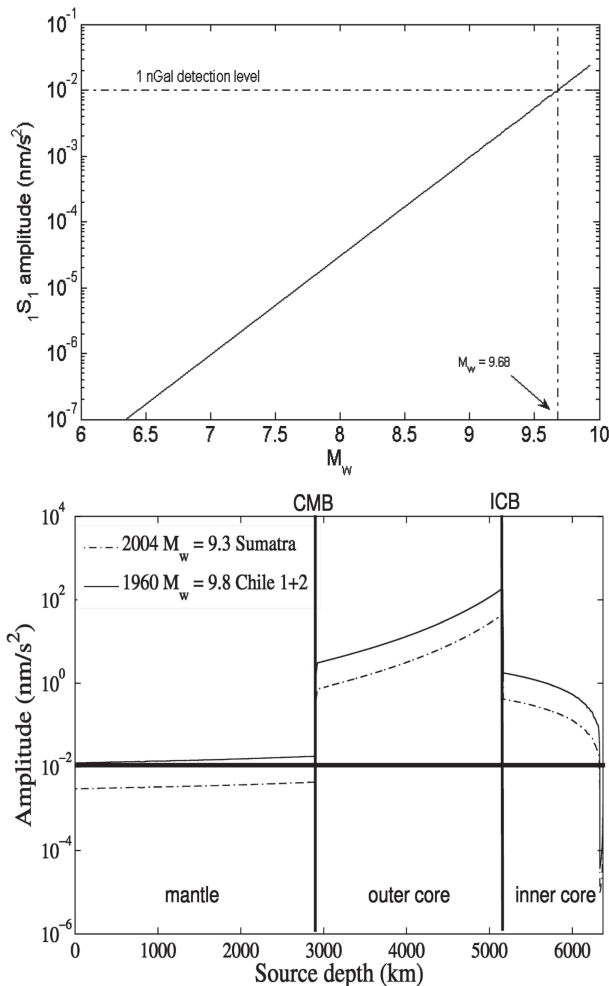 10^-1
1 nGal detection level
10^-2
10^-3
10^-4
10^-5
10^-6
10^-7
₁S₁ amplitude (nm/s²)
M_w = 9.68
6 6.5 7 7.5 8 8.5 9 9.5 10
M_w
CMB ICB
10^4
2004 M_w = 9.3 Sumatra
1960 M_w = 9.8 Chile 1+2
10^2
10^0
10^-2
10^-4
10^-6
Amplitude (nm/s²)
mantle outer core inner core
0 1000 2000 3000 4000 5000 6000
Source depth (km)